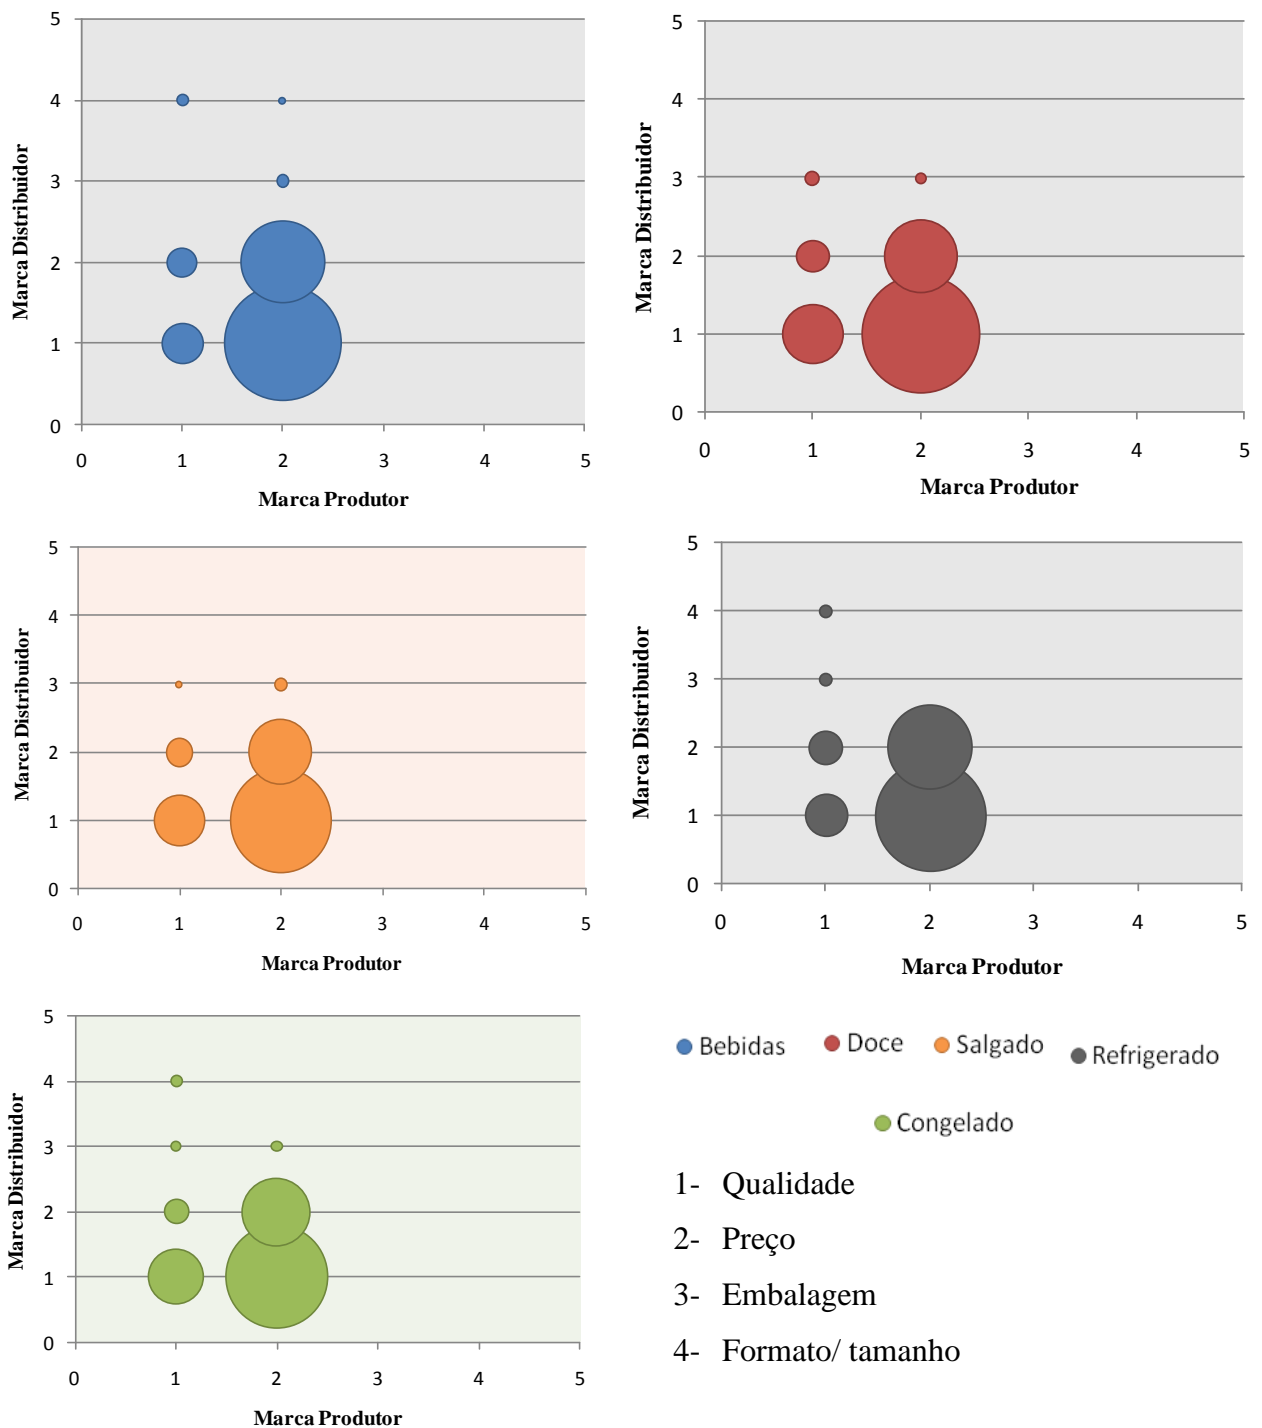 5
4
3
2
1
0
0 1 2 3 4 5
Marca Distribuidor
Marca Produtor
5
4
3
2
1
0
0 1 2 3 4 5
Marca Distribuidor
Marca Produtor
5
4
3
2
1
0
0 1 2 3 4 5
Marca Distribuidor
Marca Produtor
5
4
3
2
1
0
0 1 2 3 4 5
Marca Distribuidor
Marca Produtor
5
4
3
2
1
0
0 1 2 3 4 5
Marca Distribuidor
Marca Produtor
Bebidas Doce Salgado Refrigerado
Congelado
1- Qualidade
2- Preço
3- Embalagem
4- Formato/ tamanho